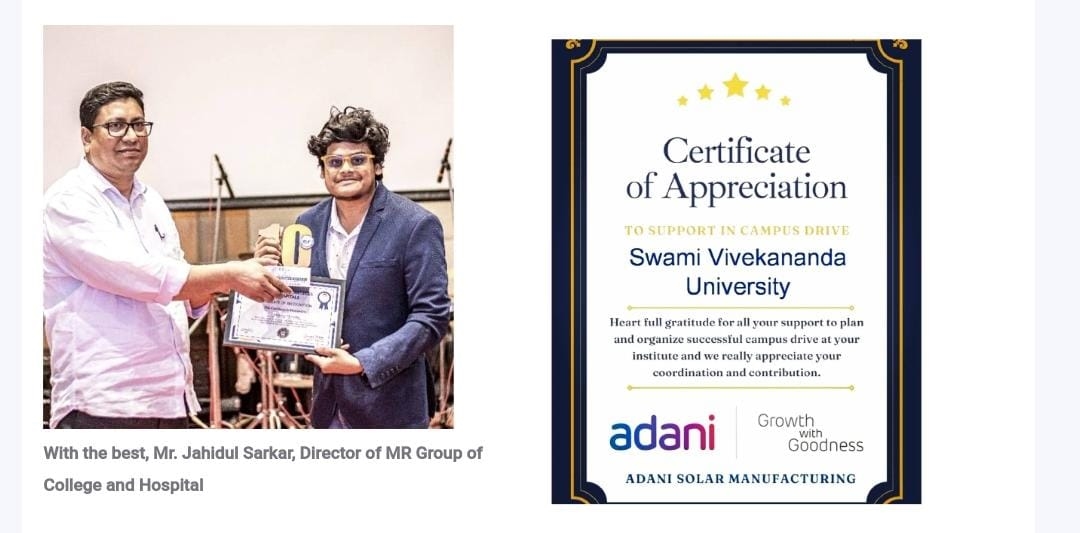 With the best, Mr. Jahidul Sarkar, Director of MR Group of
College and Hospital
Certificate
of Appreciation
TO SUPPORT IN CAMPUS DRIVE
Swami Vivekananda
University
Heart full gratitude for all your support to plan
and organize successful campus drive at your
institute and we really appreciate your
coordination and contribution.
adani
Growth
with
Goodness
ADANI SOLAR MANUFACTURING